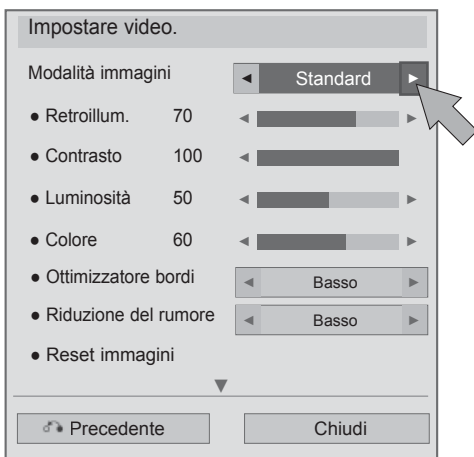 Impostare video.
Modalità immagini ◄ Standard ►
● Retroillum. 70
● Contrasto 100
● Luminosità 50
● Colore 60
● Ottimizzatore bordi ◄ Basso ►
● Riduzione del rumore ◄ Basso ►
● Reset immagini
Precedente Chiudi